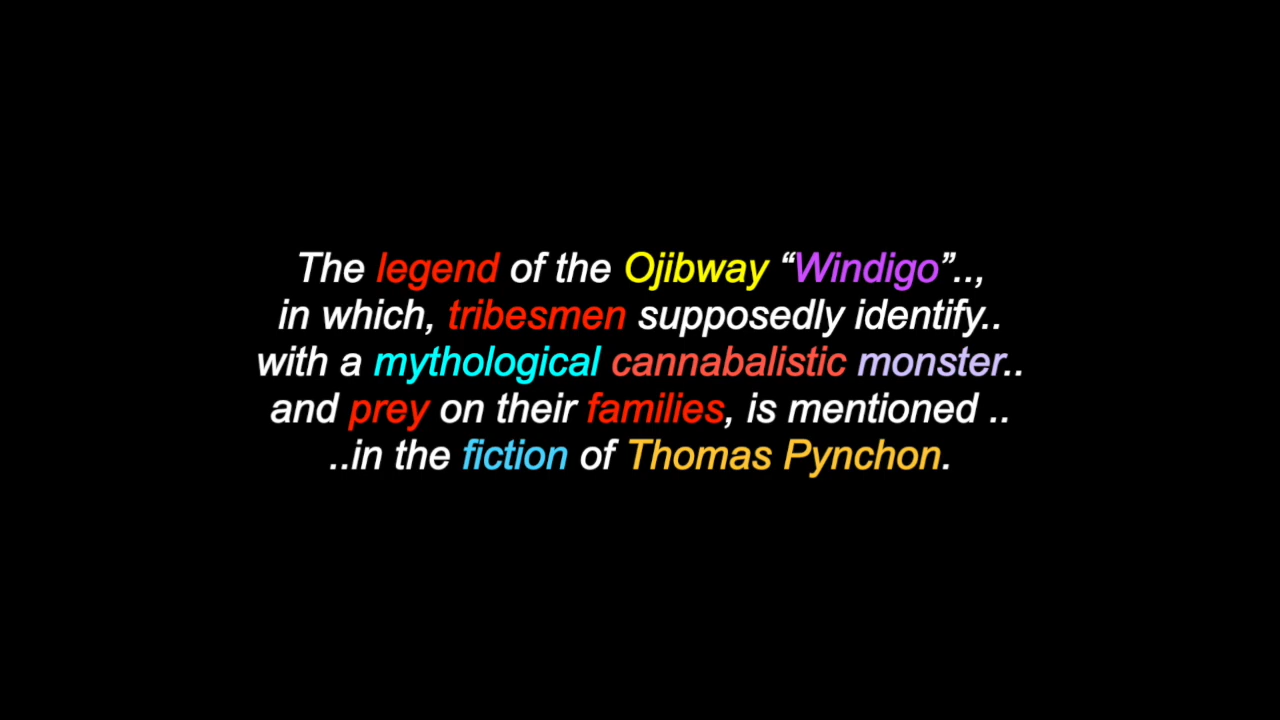 The legend of the Ojibway “Windigo”..,
in which, tribesmen supposedly identify..
with a mythological cannabalistic monster..
and prey on their families, is mentioned ..
..in the fiction of Thomas Pynchon.